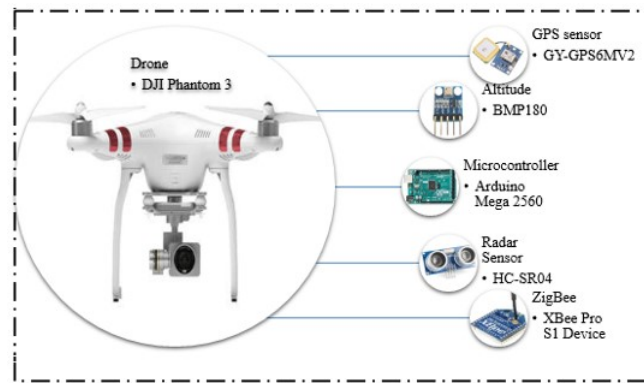 GPS sensor
• GY-GPS6MV2
Drone
• DJI Phantom 3
Altitude
• BMP180
Microcontroller
• Arduino
Mega 2560
Radar
Sensor
• HC-SR04
ZigBee
• XBee Pro
S1 Device